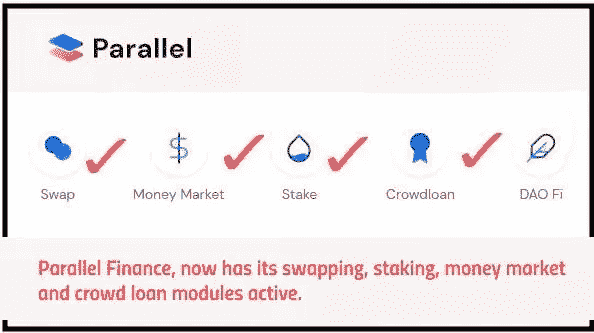 Parallel
Swap Money Market Stake Crowdloan DAO Fi
Parallel Finance, now has its swapping, staking, money market
and crowd loan modules active.